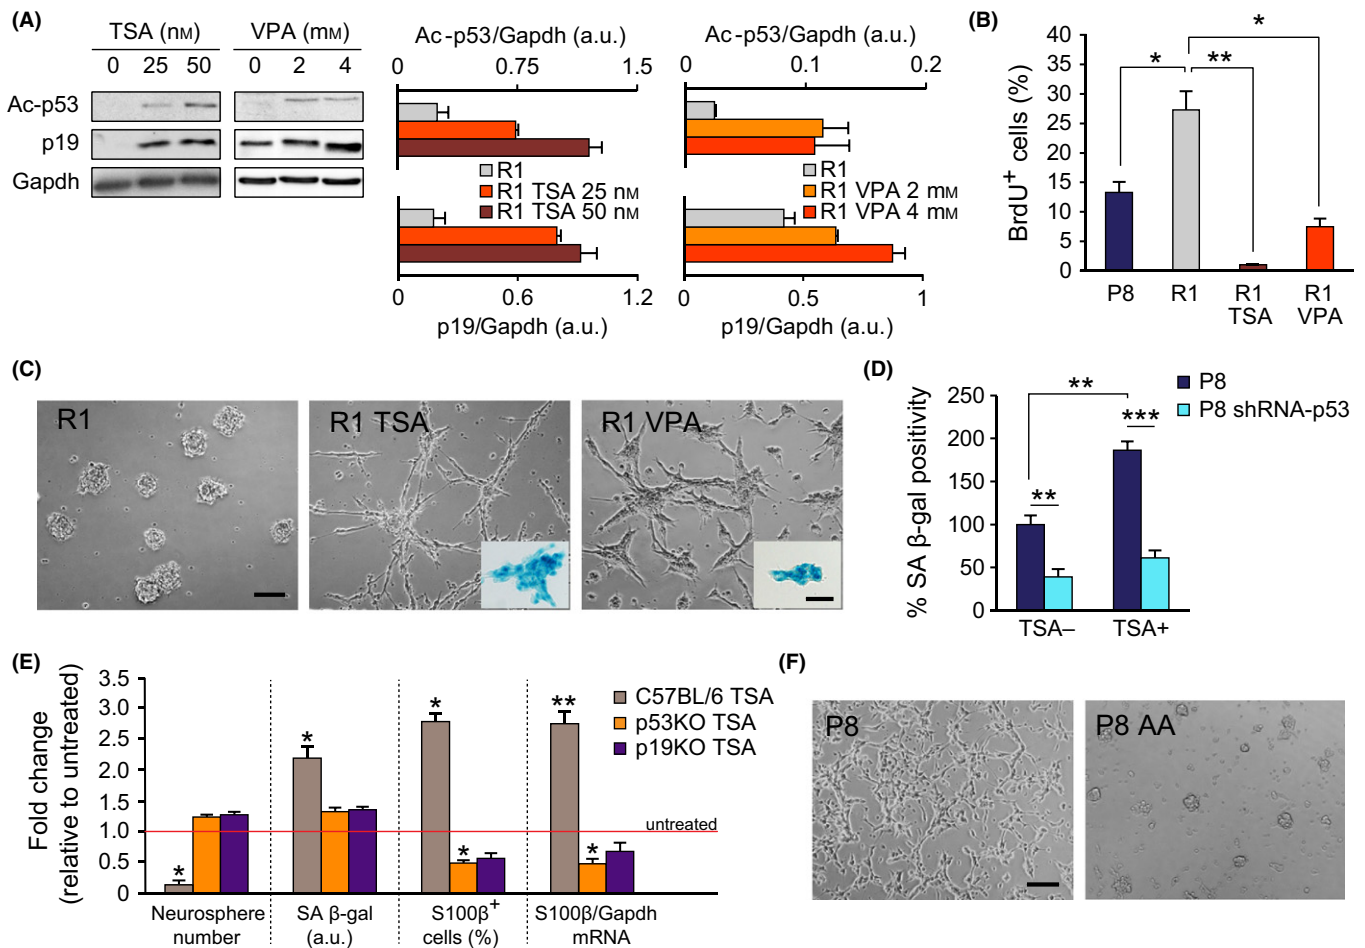 (A)
TSA (nM)
VPA (mM)
0 25 50
0 2 4
Ac-p53
p19
Gapdh
Ac-p53/Gapdh (a.u.)
0 0.75 1.5
R1
R1 TSA 25 nM
R1 TSA 50 nM
0 0.6 1.2
p19/Gapdh (a.u.)
Ac-p53/Gapdh (a.u.)
0 0.1 0.2
R1
R1 VPA 2 mM
R1 VPA 4 mM
0 0.5 1
p19/Gapdh (a.u.)
(B)
BrdU+ cells (%)
40
35
30
25
20
15
10
5
0
* ** *
P8 R1 R1 TSA R1 VPA
(C)
R1
R1 TSA
R1 VPA
(D)
% SA β-gal positivity
250
200
150
100
50
0
**
** ***
P8
P8 shRNA-p53
TSA– TSA+
(E)
Fold change
(relative to untreated)
3.5
3.0
2.5
2.0
1.5
1.0
0.5
0
* * * * ** *
C57BL/6 TSA
p53KO TSA
p19KO TSA
untreated
Neurosphere number
SA β-gal (a.u.)
S100β+ cells (%)
S100β/Gapdh mRNA
(F)
P8
P8 AA